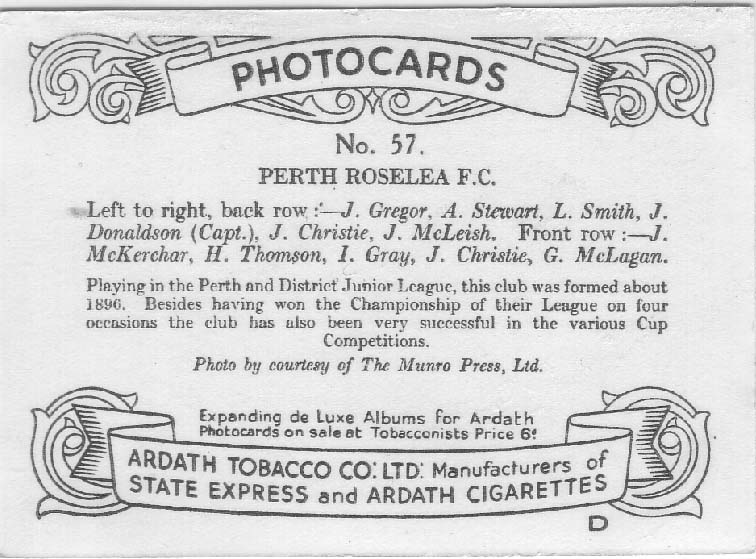 PHOTOCARDS
No. 57.
PERTH ROSELEA F.C.
Left to right, back row :—J. Gregor, A. Stewart, L. Smith, J.
Donaldson (Capt.), J. Christie, J. McLeish. Front row :—J.
McKerchar, H. Thomson, I. Gray, J. Christie, G. McLagan.
Playing in the Perth and District Junior League, this club was formed about
1896. Besides having won the Championship of their League on four
occasions the club has also been very successful in the various Cup
Competitions.
Photo by courtesy of The Munro Press, Ltd.
Expanding de Luxe Albums for Ardath
Photocards on sale at Tobacconists Price 6ᵈ
ARDATH TOBACCO CO: LTD: Manufacturers of
STATE EXPRESS and ARDATH CIGARETTES
D